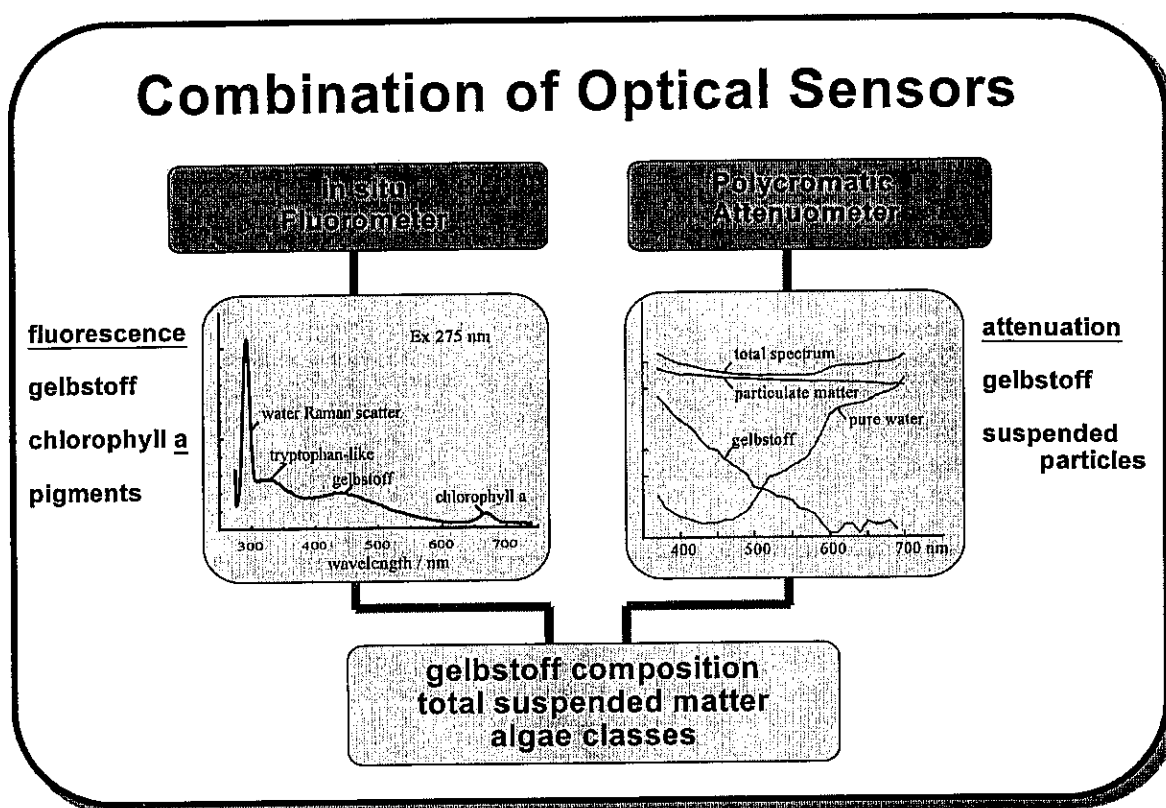 Combination of Optical Sensors
in situ
Fluorometer
Polycromatic
Attenuometer
fluorescence
gelbstoff
chlorophyll a
pigments
Ex 275 nm
water Raman scatter
tryptophan-like
gelbstoff
chlorophyll a
300 400 500 600 700
wavelength / nm
total spectrum
particulate matter
pure water
gelbstoff
400 500 600 700 nm
attenuation
gelbstoff
suspended
particles
gelbstoff composition
total suspended matter
algae classes